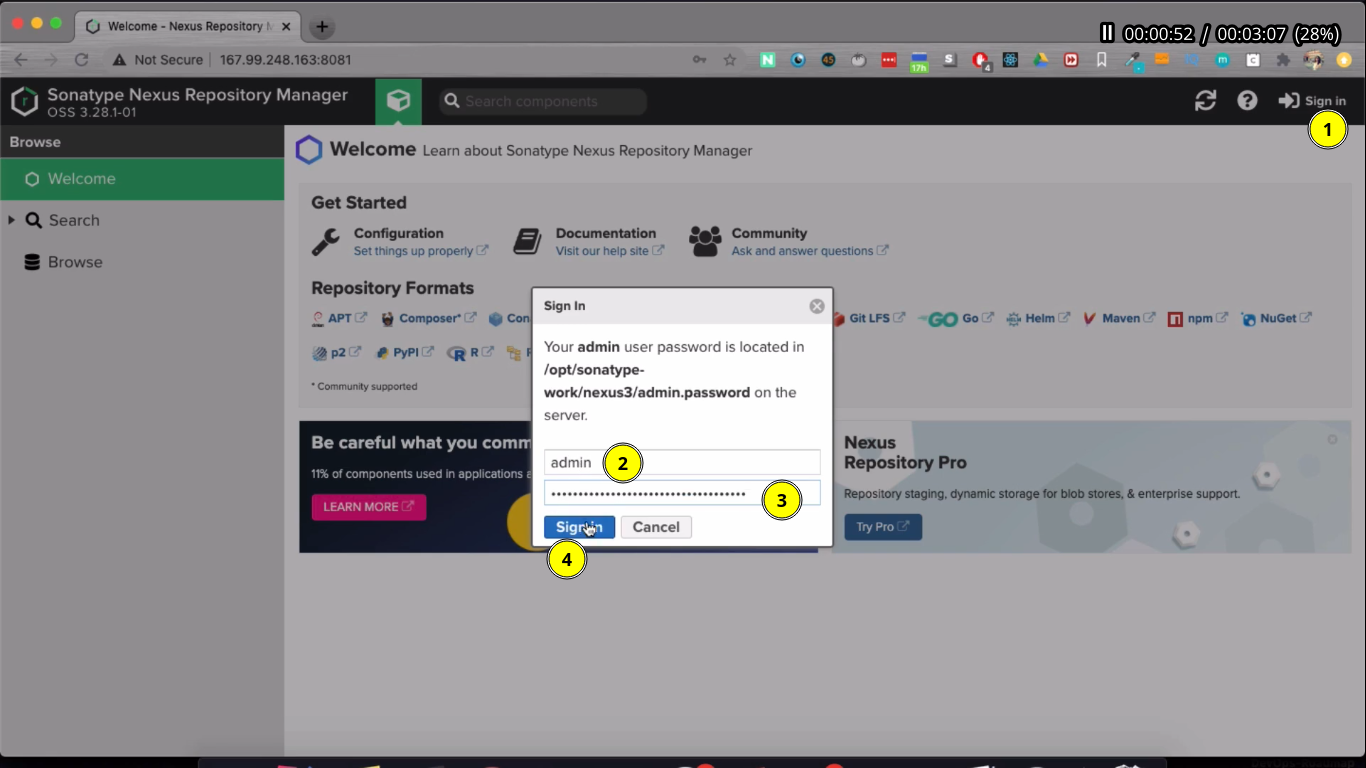 Welcome - Nexus Repository M
00:00:52 / 00:03:07 (28%)
Not Secure
167.99.248.163:8081
N
45
17h
S
4
m
C
Sonatype Nexus Repository Manager
OSS 3.28.1-01
Search components
Sign in
1
Browse
Welcome
Search
Browse
Welcome Learn about Sonatype Nexus Repository Manager
Get Started
Configuration
Set things up properly
Documentation
Visit our help site
Community
Ask and answer questions
Repository Formats
APT
Composer*
Con
Git LFS
Go
Helm
Maven
npm
NuGet
p2
PyPI
R
* Community supported
Sign In
Your admin user password is located in
/opt/sonatype-
work/nexus3/admin.password on the
server.
admin
2
3
Sign in
Cancel
4
Be careful what you comm
11% of components used in applications a
LEARN MORE
Nexus
Repository Pro
Repository staging, dynamic storage for blob stores, & enterprise support.
Try Pro